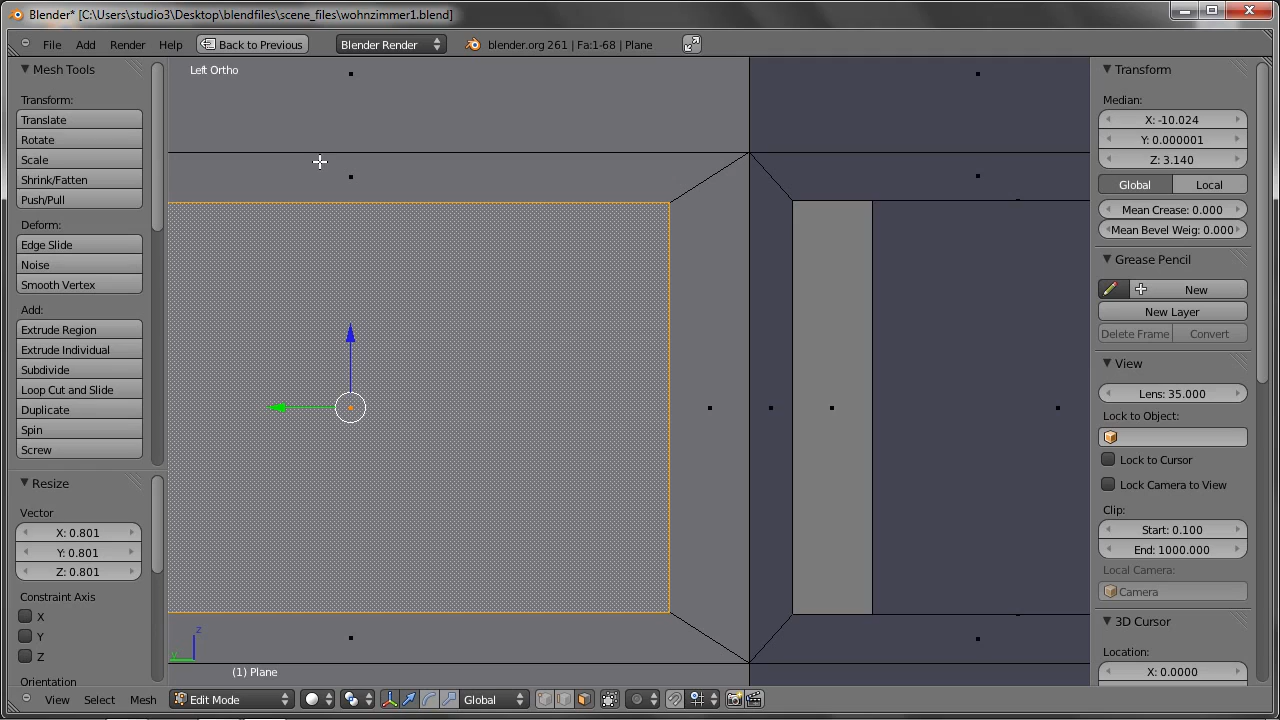 Blender* [C:\Users\studio3\Desktop\blendfiles\scene_files\wohnzimmer1.blend]
File Add Render Help Back to Previous Blender Render blender.org 261 | Fa:1-68 | Plane
Mesh Tools
Transform:
Translate
Rotate
Scale
Shrink/Fatten
Push/Pull
Deform:
Edge Slide
Noise
Smooth Vertex
Add:
Extrude Region
Extrude Individual
Subdivide
Loop Cut and Slide
Duplicate
Spin
Screw
Resize
Vector
X: 0.801
Y: 0.801
Z: 0.801
Constraint Axis
X
Y
Z
Orientation
Left Ortho
z
y
(1) Plane
Transform
Median:
X: -10.024
Y: 0.000001
Z: 3.140
Global Local
Mean Crease: 0.000
Mean Bevel Weig: 0.000
Grease Pencil
New
New Layer
Delete Frame Convert
View
Lens: 35.000
Lock to Object:
Lock to Cursor
Lock Camera to View
Clip:
Start: 0.100
End: 1000.000
Local Camera:
Camera
3D Cursor
Location:
X: 0.0000
View Select Mesh Edit Mode Global